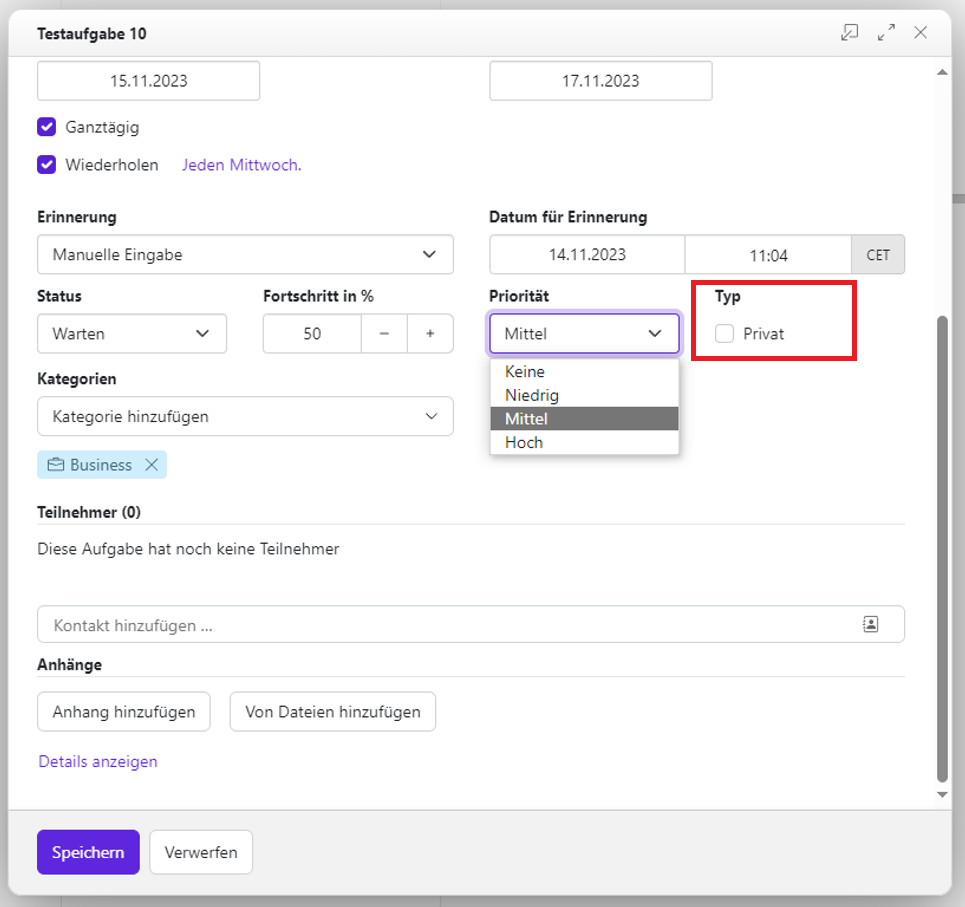 Testaufgabe 10
15.11.2023 17.11.2023
Ganztägig
Wiederholen Jeden Mittwoch.
Erinnerung Datum für Erinnerung
Manuelle Eingabe 14.11.2023 11:04 CET
Status Fortschritt in % Priorität Typ
Warten 50 − + Mittel Privat
Keine
Niedrig
Mittel
Hoch
Kategorien
Kategorie hinzufügen
Business
Teilnehmer (0)
Diese Aufgabe hat noch keine Teilnehmer
Kontakt hinzufügen ...
Anhänge
Anhang hinzufügen Von Dateien hinzufügen
Details anzeigen
Speichern Verwerfen